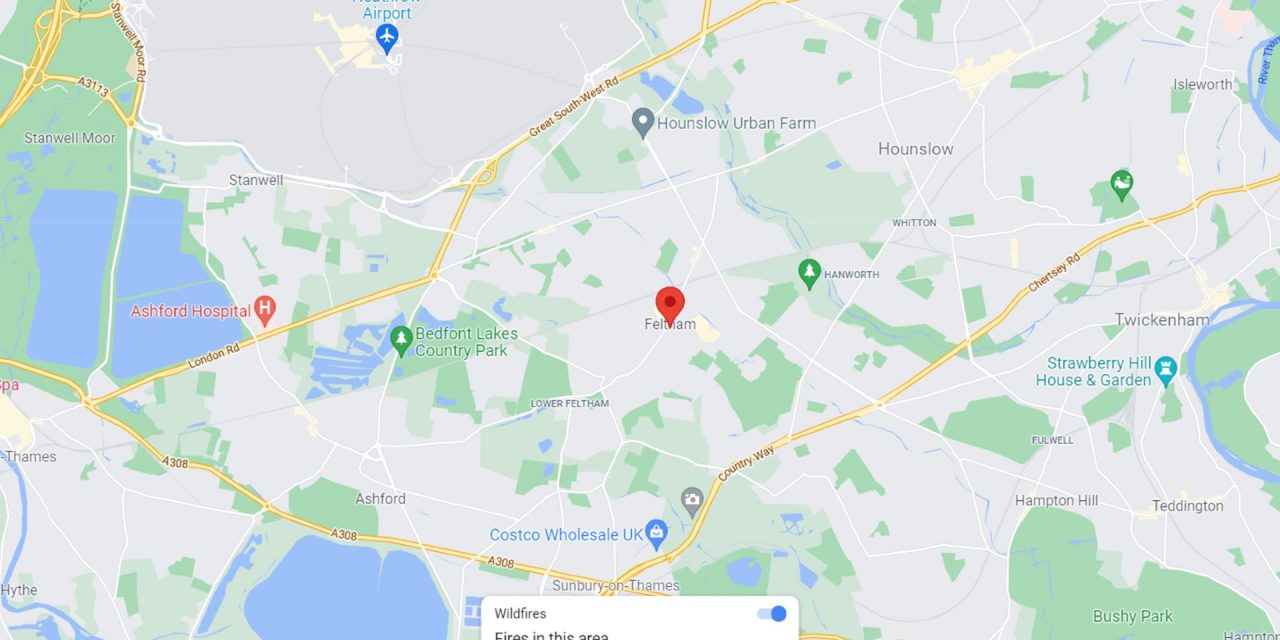 Heathrow
Airport
Stanwell Moor Rd
A3113
Stanwell Moor
Stanwell
Great South-West Rd
Hounslow Urban Farm
Hounslow
Isleworth
WHITTON
HANWORTH
Chertsey Rd
Ashford Hospital
H
London Rd
Bedfont Lakes
Country Park
Feltham
Twickenham
Strawberry Hill
House & Garden
LOWER FELTHAM
FULWELL
spa
-Thames
A308
Country Way
Ashford
Hampton Hill
Teddington
A308
Costco Wholesale UK
A308
Sunbury-on-Thames
Hythe
Bushy Park
Wildfires
Fires in this area